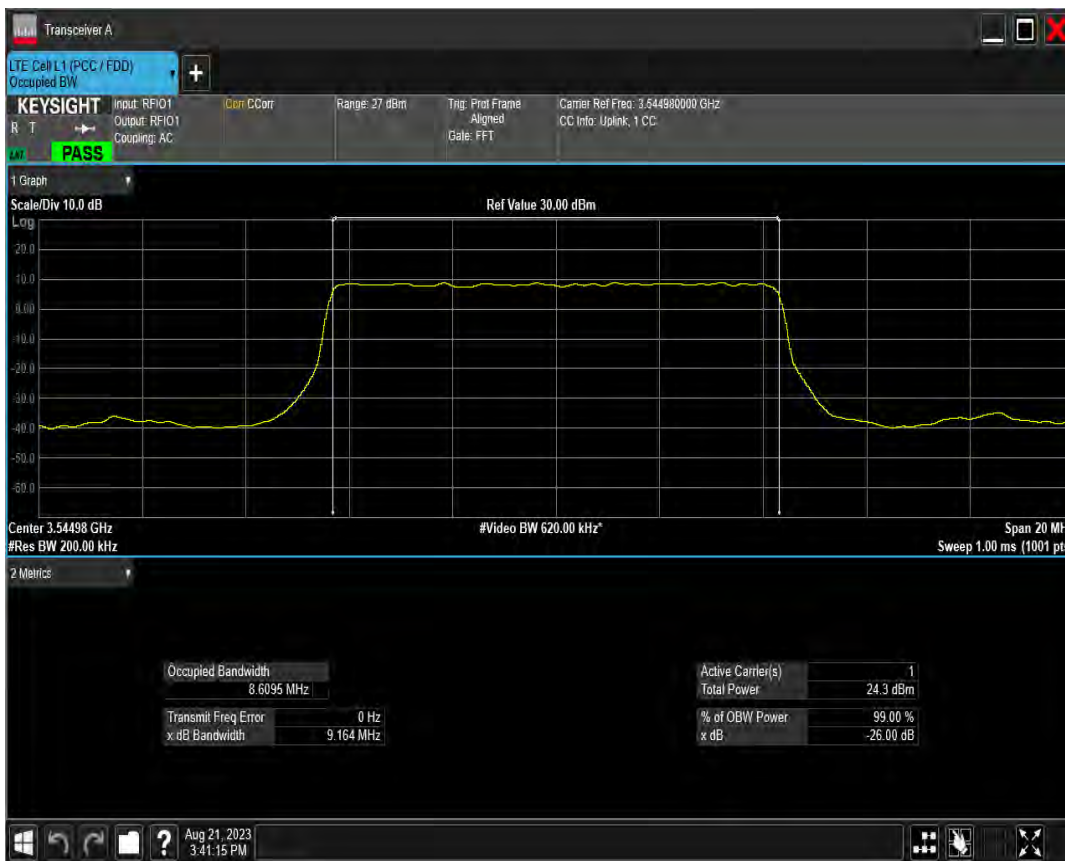 Transceiver A
LTE Cell L1 (PCC / FDD)
Occupied BW
+
KEYSIGHT
R T
PASS
Input: RFIO1
Output: RFIO1
Coupling: AC
Corr CCorr
Range: 27 dBm
Trig: Prot Frame
Aligned
Gate: FFT
Carrier Ref Freq: 3.544980000 GHz
CC Info: Uplink, 1 CC
1 Graph
Scale/Div 10.0 dB
Ref Value 30.00 dBm
Log
20.0
10.0
0.00
-10.0
-20.0
-30.0
-40.0
-50.0
-60.0
Center 3.54498 GHz
#Video BW 620.00 kHz*
Span 20 MH
#Res BW 200.00 kHz
Sweep 1.00 ms (1001 pts
2 Metrics
Occupied Bandwidth
8.6095 MHz
Transmit Freq Error 0 Hz
x dB Bandwidth 9.164 MHz
Active Carrier(s) 1
Total Power 24.3 dBm
% of OBW Power 99.00 %
x dB -26.00 dB
?
Aug 21, 2023
3:41:15 PM